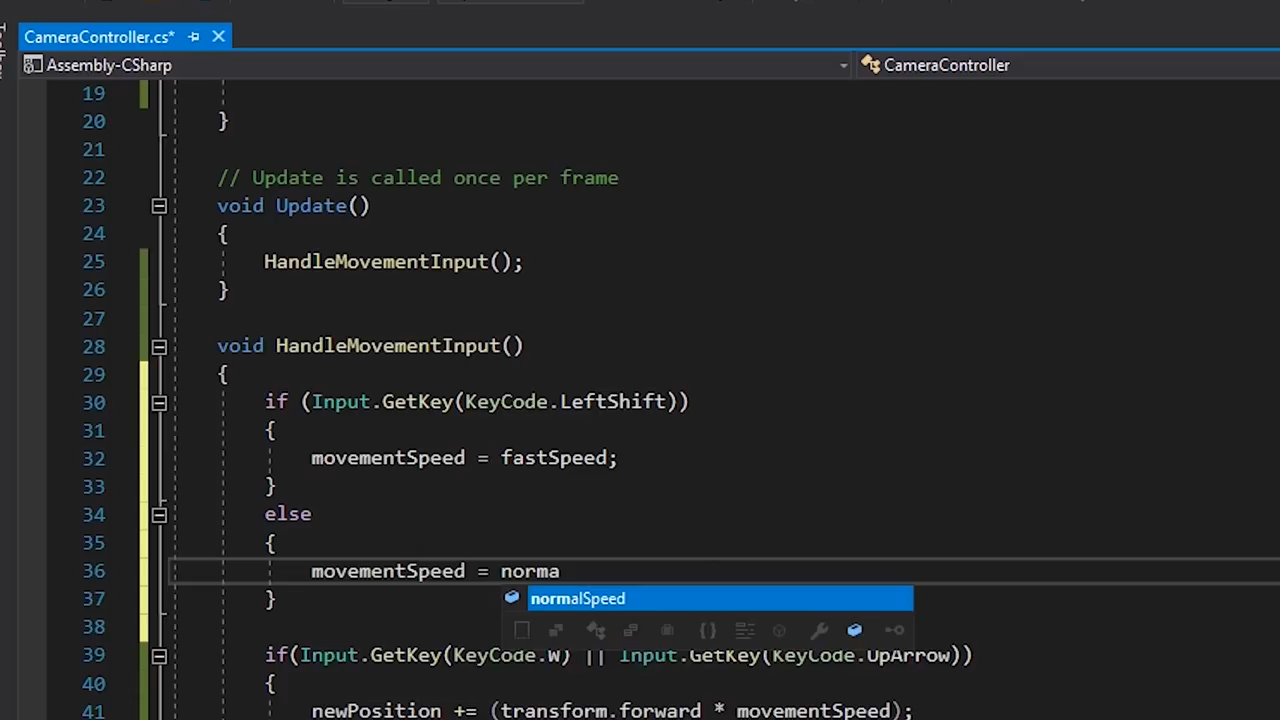 CameraController.cs*
Assembly-CSharp CameraController
19
20 }
21
22 // Update is called once per frame
23 void Update()
24 {
25 HandleMovementInput();
26 }
27
28 void HandleMovementInput()
29 {
30 if (Input.GetKey(KeyCode.LeftShift))
31 {
32 movementSpeed = fastSpeed;
33 }
34 else
35 {
36 movementSpeed = norma
37 }
normalSpeed
38
39 if(Input.GetKey(KeyCode.W) || Input.GetKey(KeyCode.UpArrow))
40 {
41 newPosition += (transform.forward * movementSpeed);